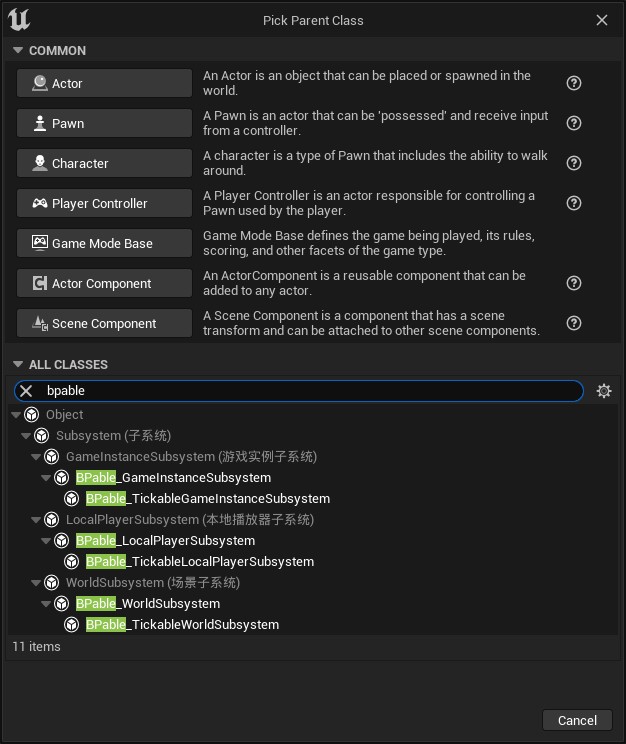 Pick Parent Class
COMMON
Actor
An Actor is an object that can be placed or spawned in the
world.
Pawn
A Pawn is an actor that can be 'possessed' and receive input
from a controller.
Character
A character is a type of Pawn that includes the ability to walk
around.
Player Controller
A Player Controller is an actor responsible for controlling a
Pawn used by the player.
Game Mode Base
Game Mode Base defines the game being played, its rules,
scoring, and other facets of the game type.
Actor Component
An ActorComponent is a reusable component that can be
added to any actor.
Scene Component
A Scene Component is a component that has a scene
transform and can be attached to other scene components.
ALL CLASSES
bpable
Object
Subsystem (子系统)
GameInstanceSubsystem (游戏实例子系统)
BPable_GameInstanceSubsystem
BPable_TickableGameInstanceSubsystem
LocalPlayerSubsystem (本地播放器子系统)
BPable_LocalPlayerSubsystem
BPable_TickableLocalPlayerSubsystem
WorldSubsystem (场景子系统)
BPable_WorldSubsystem
BPable_TickableWorldSubsystem
11 items
Cancel